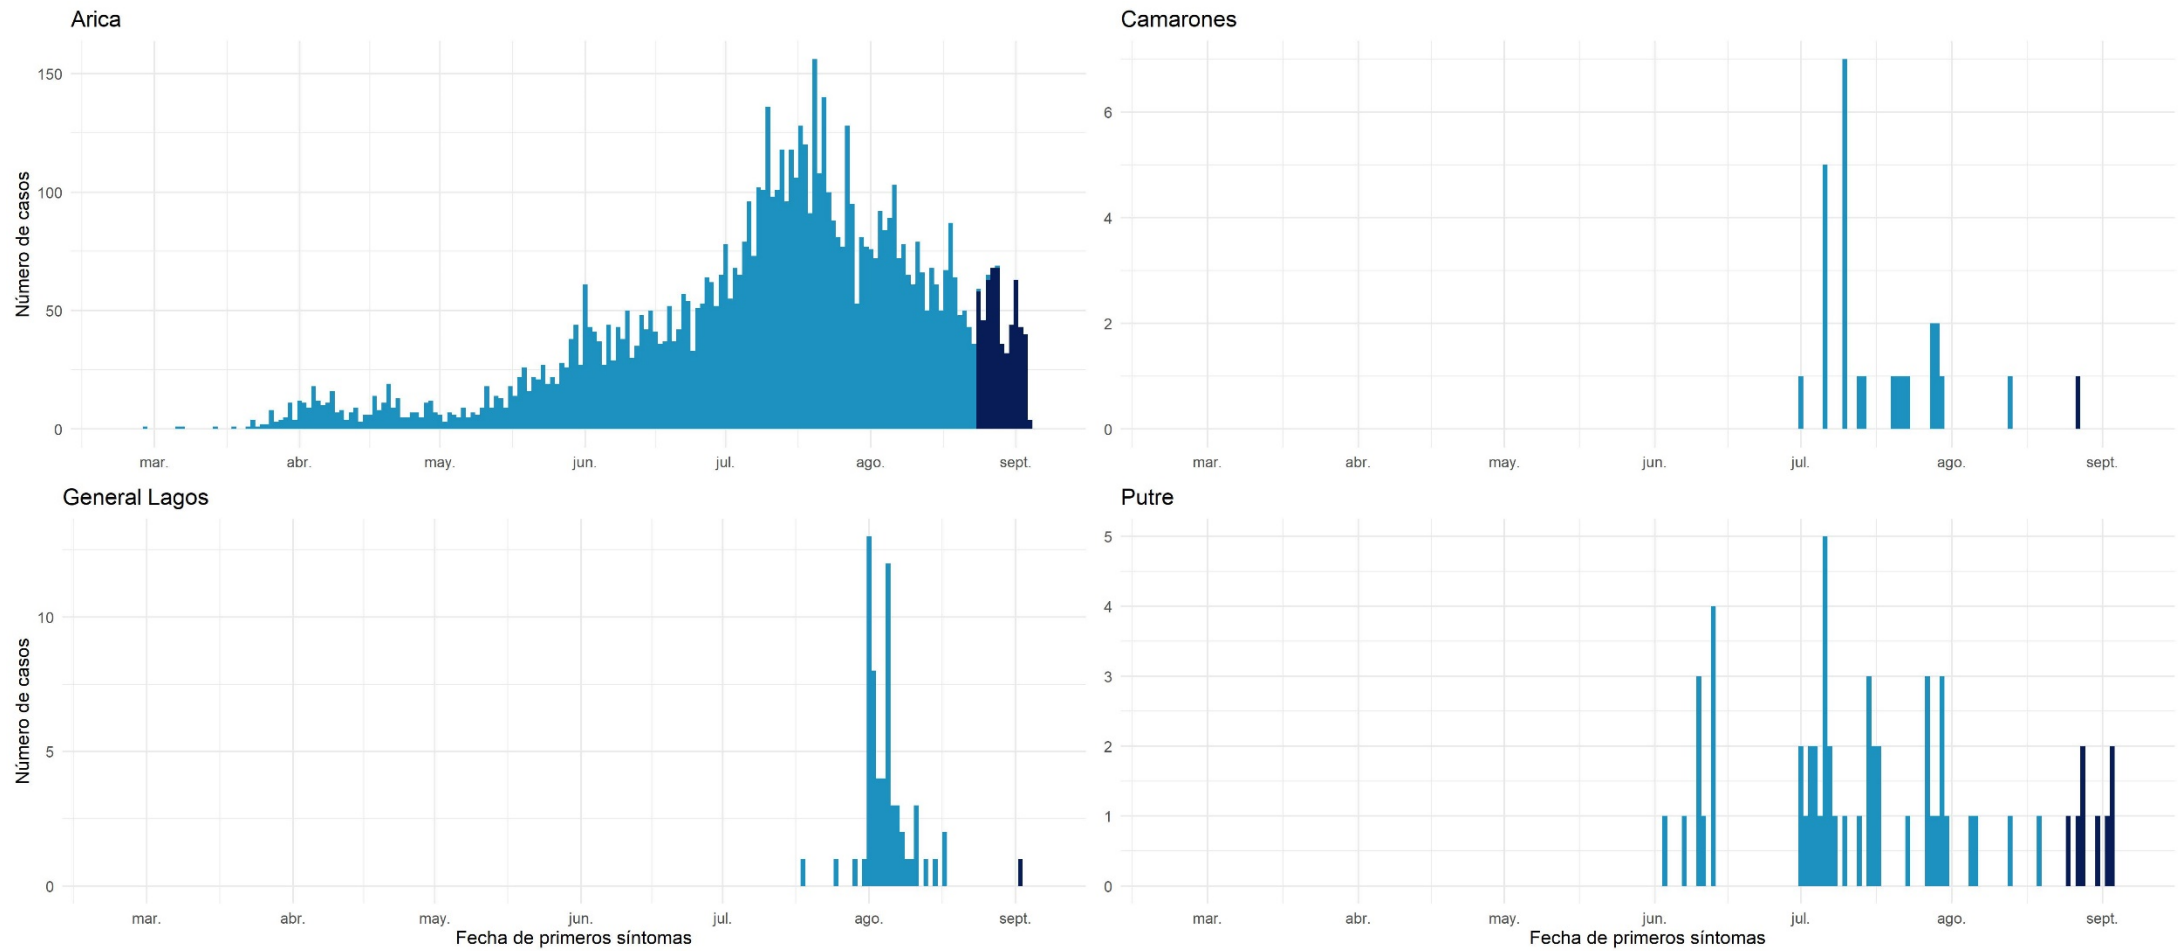 Arica
Número de casos
150
100
50
0
mar. abr. may. jun. jul. ago. sept.
Camarones
6
4
2
0
mar. abr. may. jun. jul. ago. sept.
General Lagos
Número de casos
10
5
0
mar. abr. may. jun. jul. ago. sept.
Fecha de primeros síntomas
Putre
5
4
3
2
1
0
mar. abr. may. jun. jul. ago. sept.
Fecha de primeros síntomas